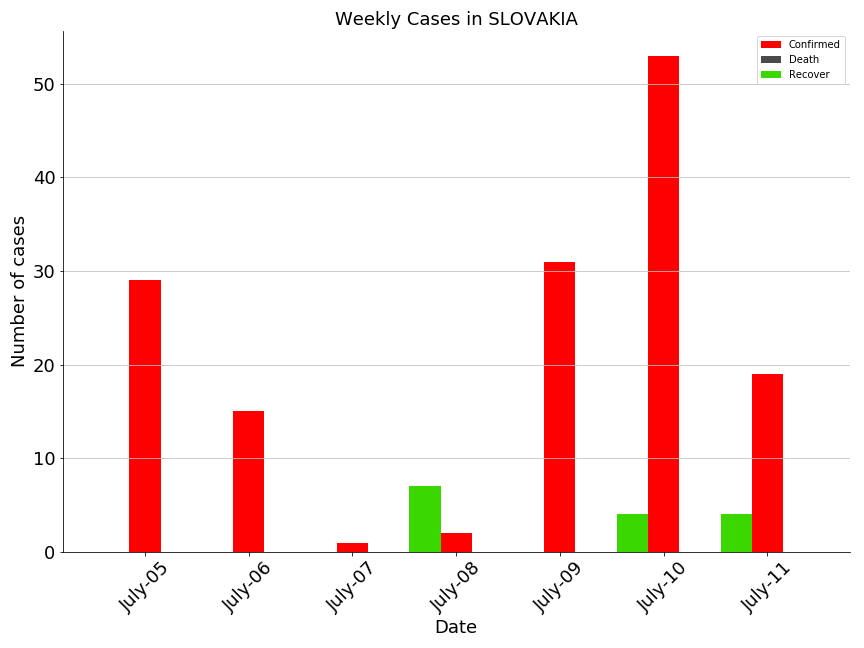 Weekly Cases in SLOVAKIA
Confirmed
Death
Recover
Number of cases
50
40
30
20
10
0
July-05
July-06
July-07
July-08
July-09
July-10
July-11
Date